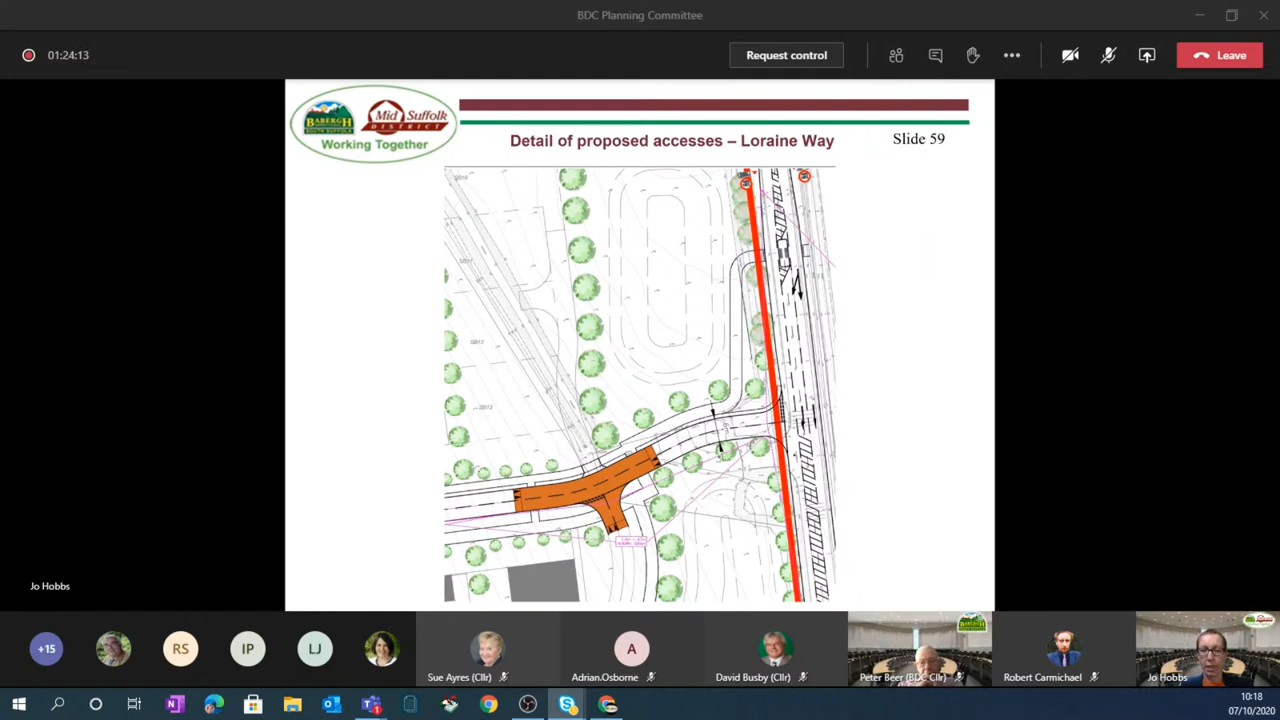 BDC Planning Committee
01:24:13
Request control
Leave
BABERGH
SOUTH SUFFOLK
Mid Suffolk
DISTRICT
Working Together
Detail of proposed accesses – Loraine Way
Slide 59
Jo Hobbs
+15
RS
IP
LJ
Sue Ayres (Cllr)
A
Adrian.Osborne
David Busby (Cllr)
Peter Beer (BDC Cllr)
Robert Carmichael
Jo Hobbs
10:18
07/10/2020